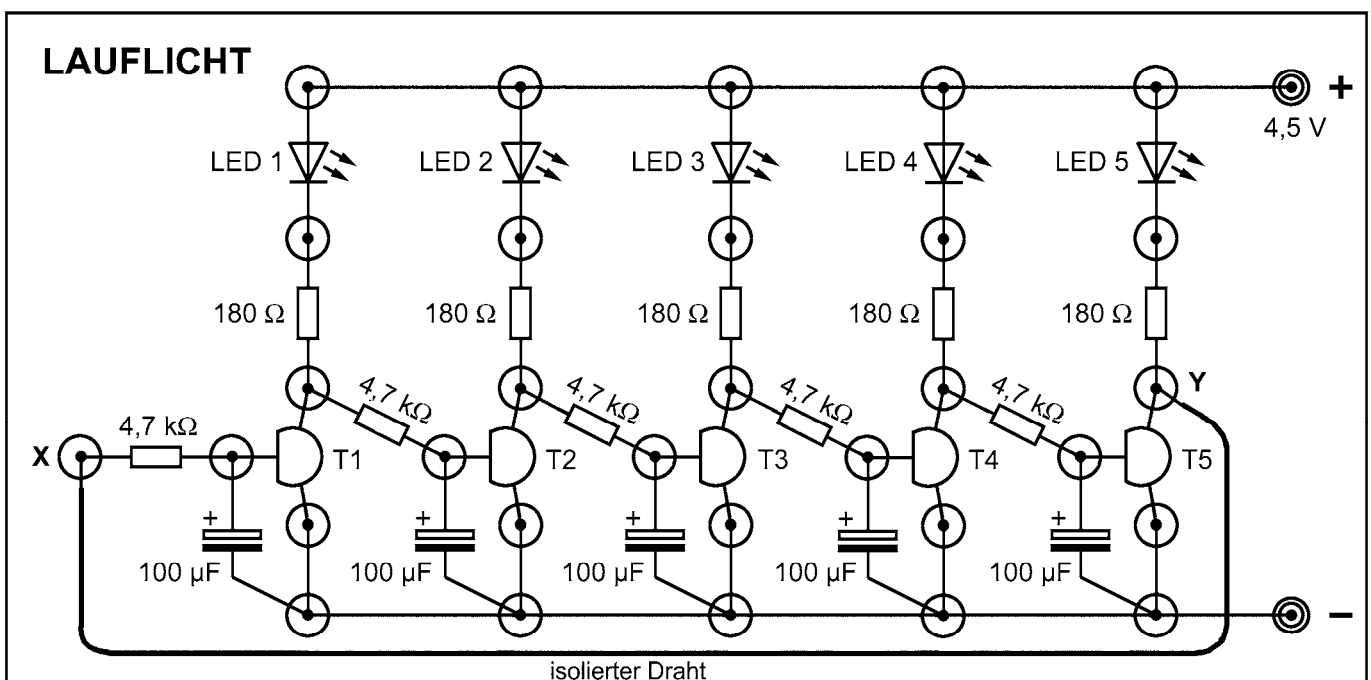 LAUFLICHT
+
4,5 V
LED 1 LED 2 LED 3 LED 4 LED 5
180 Ω 180 Ω 180 Ω 180 Ω 180 Ω
4,7 kΩ 4,7 kΩ 4,7 kΩ 4,7 kΩ Y
4,7 kΩ
X T1 T2 T3 T4 T5
+ + + + +
100 µF 100 µF 100 µF 100 µF 100 µF
−
isolierter Draht